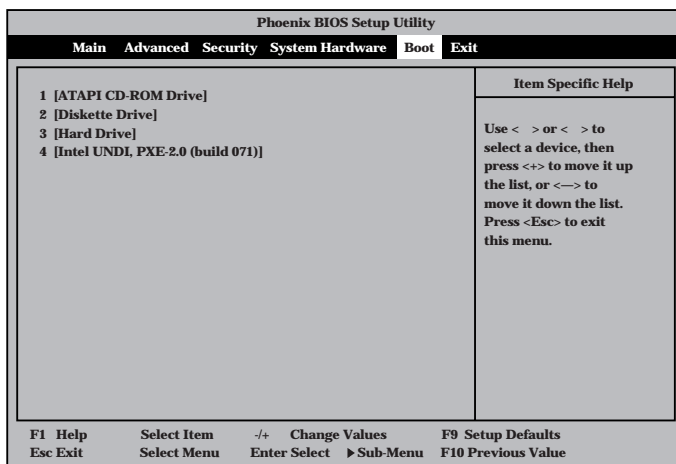 Phoenix BIOS Setup Utility
Main Advanced Security System Hardware Boot Exit
1 [ATAPI CD-ROM Drive]
2 [Diskette Drive]
3 [Hard Drive]
4 [Intel UNDI, PXE-2.0 (build 071)]
Item Specific Help
Use < > or < > to
select a device, then
press <+> to move it up
the list, or <—> to
move it down the list.
Press <Esc> to exit
this menu.
F1 Help Select Item -/+ Change Values F9 Setup Defaults
Esc Exit Select Menu Enter Select ▶ Sub-Menu F10 Previous Value